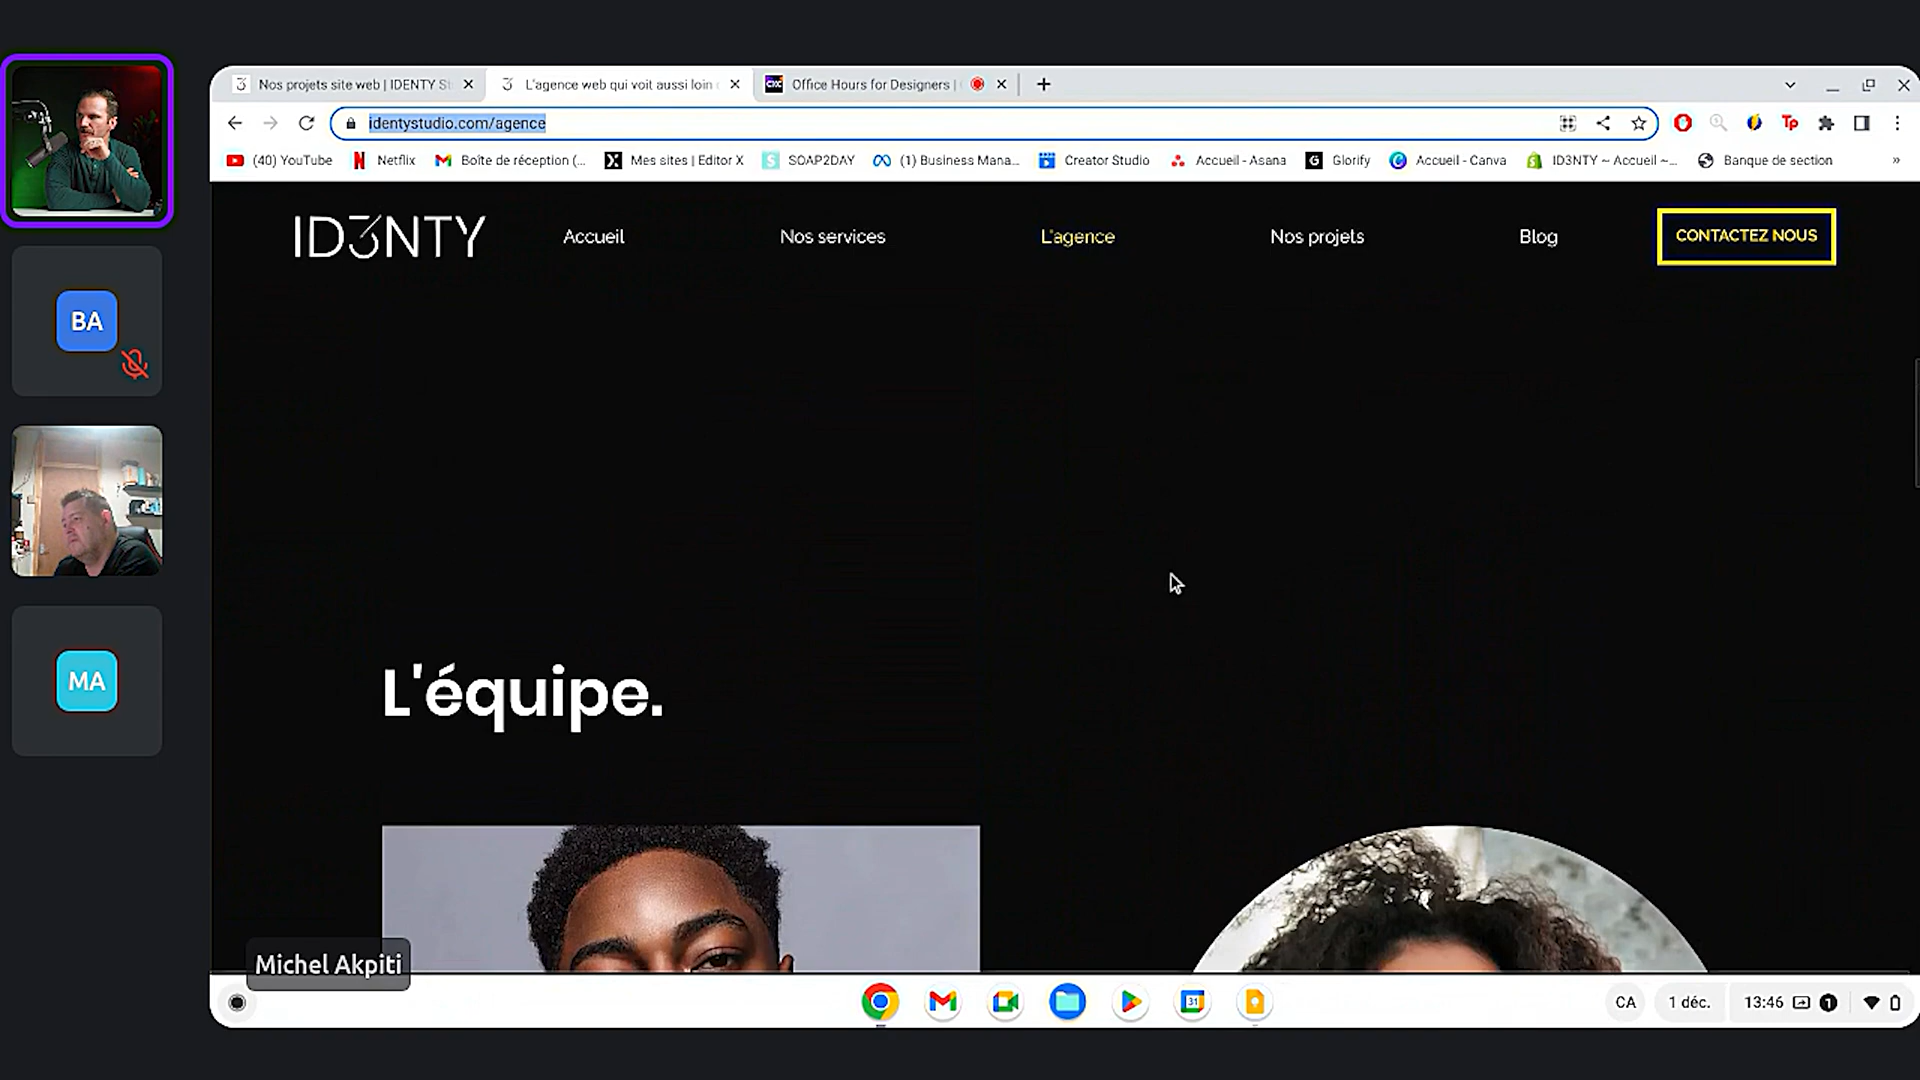 Nos projets site web | IDENTY St
L'agence web qui voit aussi loin
Office Hours for Designers |
identystudio.com/agence
(40) YouTube
Netflix
Boîte de réception (...
Mes sites | Editor X
SOAP2DAY
(1) Business Mana...
Creator Studio
Accueil - Asana
Glorify
Accueil - Canva
ID3NTY ~ Accueil ~...
Banque de section
»
ID3NTY
Accueil
Nos services
L'agence
Nos projets
Blog
CONTACTEZ NOUS
BA
MA
L'équipe.
Michel Akpiti
31
CA
1 déc.
13:46
1